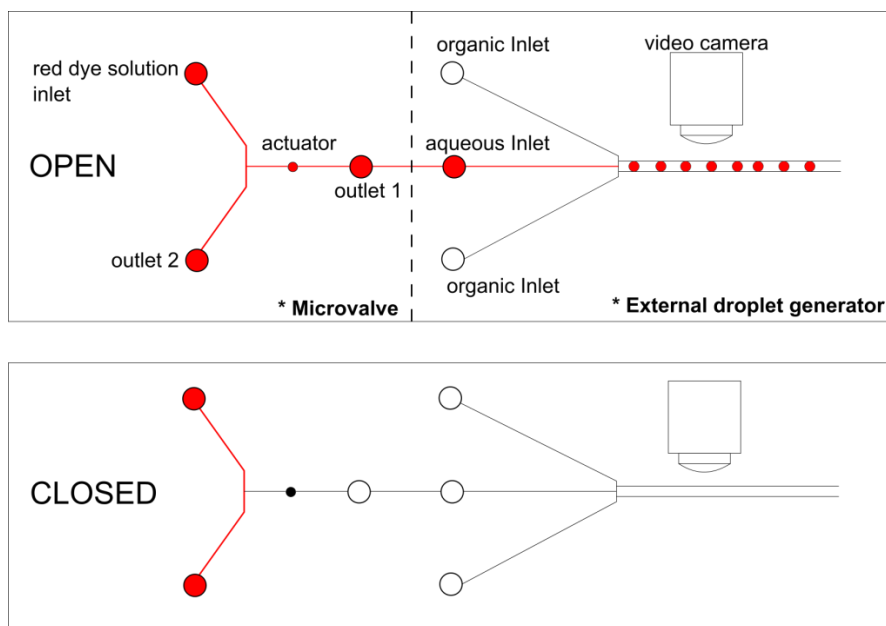 organic Inlet
video camera
red dye solution
inlet
actuator
aqueous Inlet
OPEN
outlet 1
outlet 2
organic Inlet
* Microvalve
* External droplet generator
CLOSED